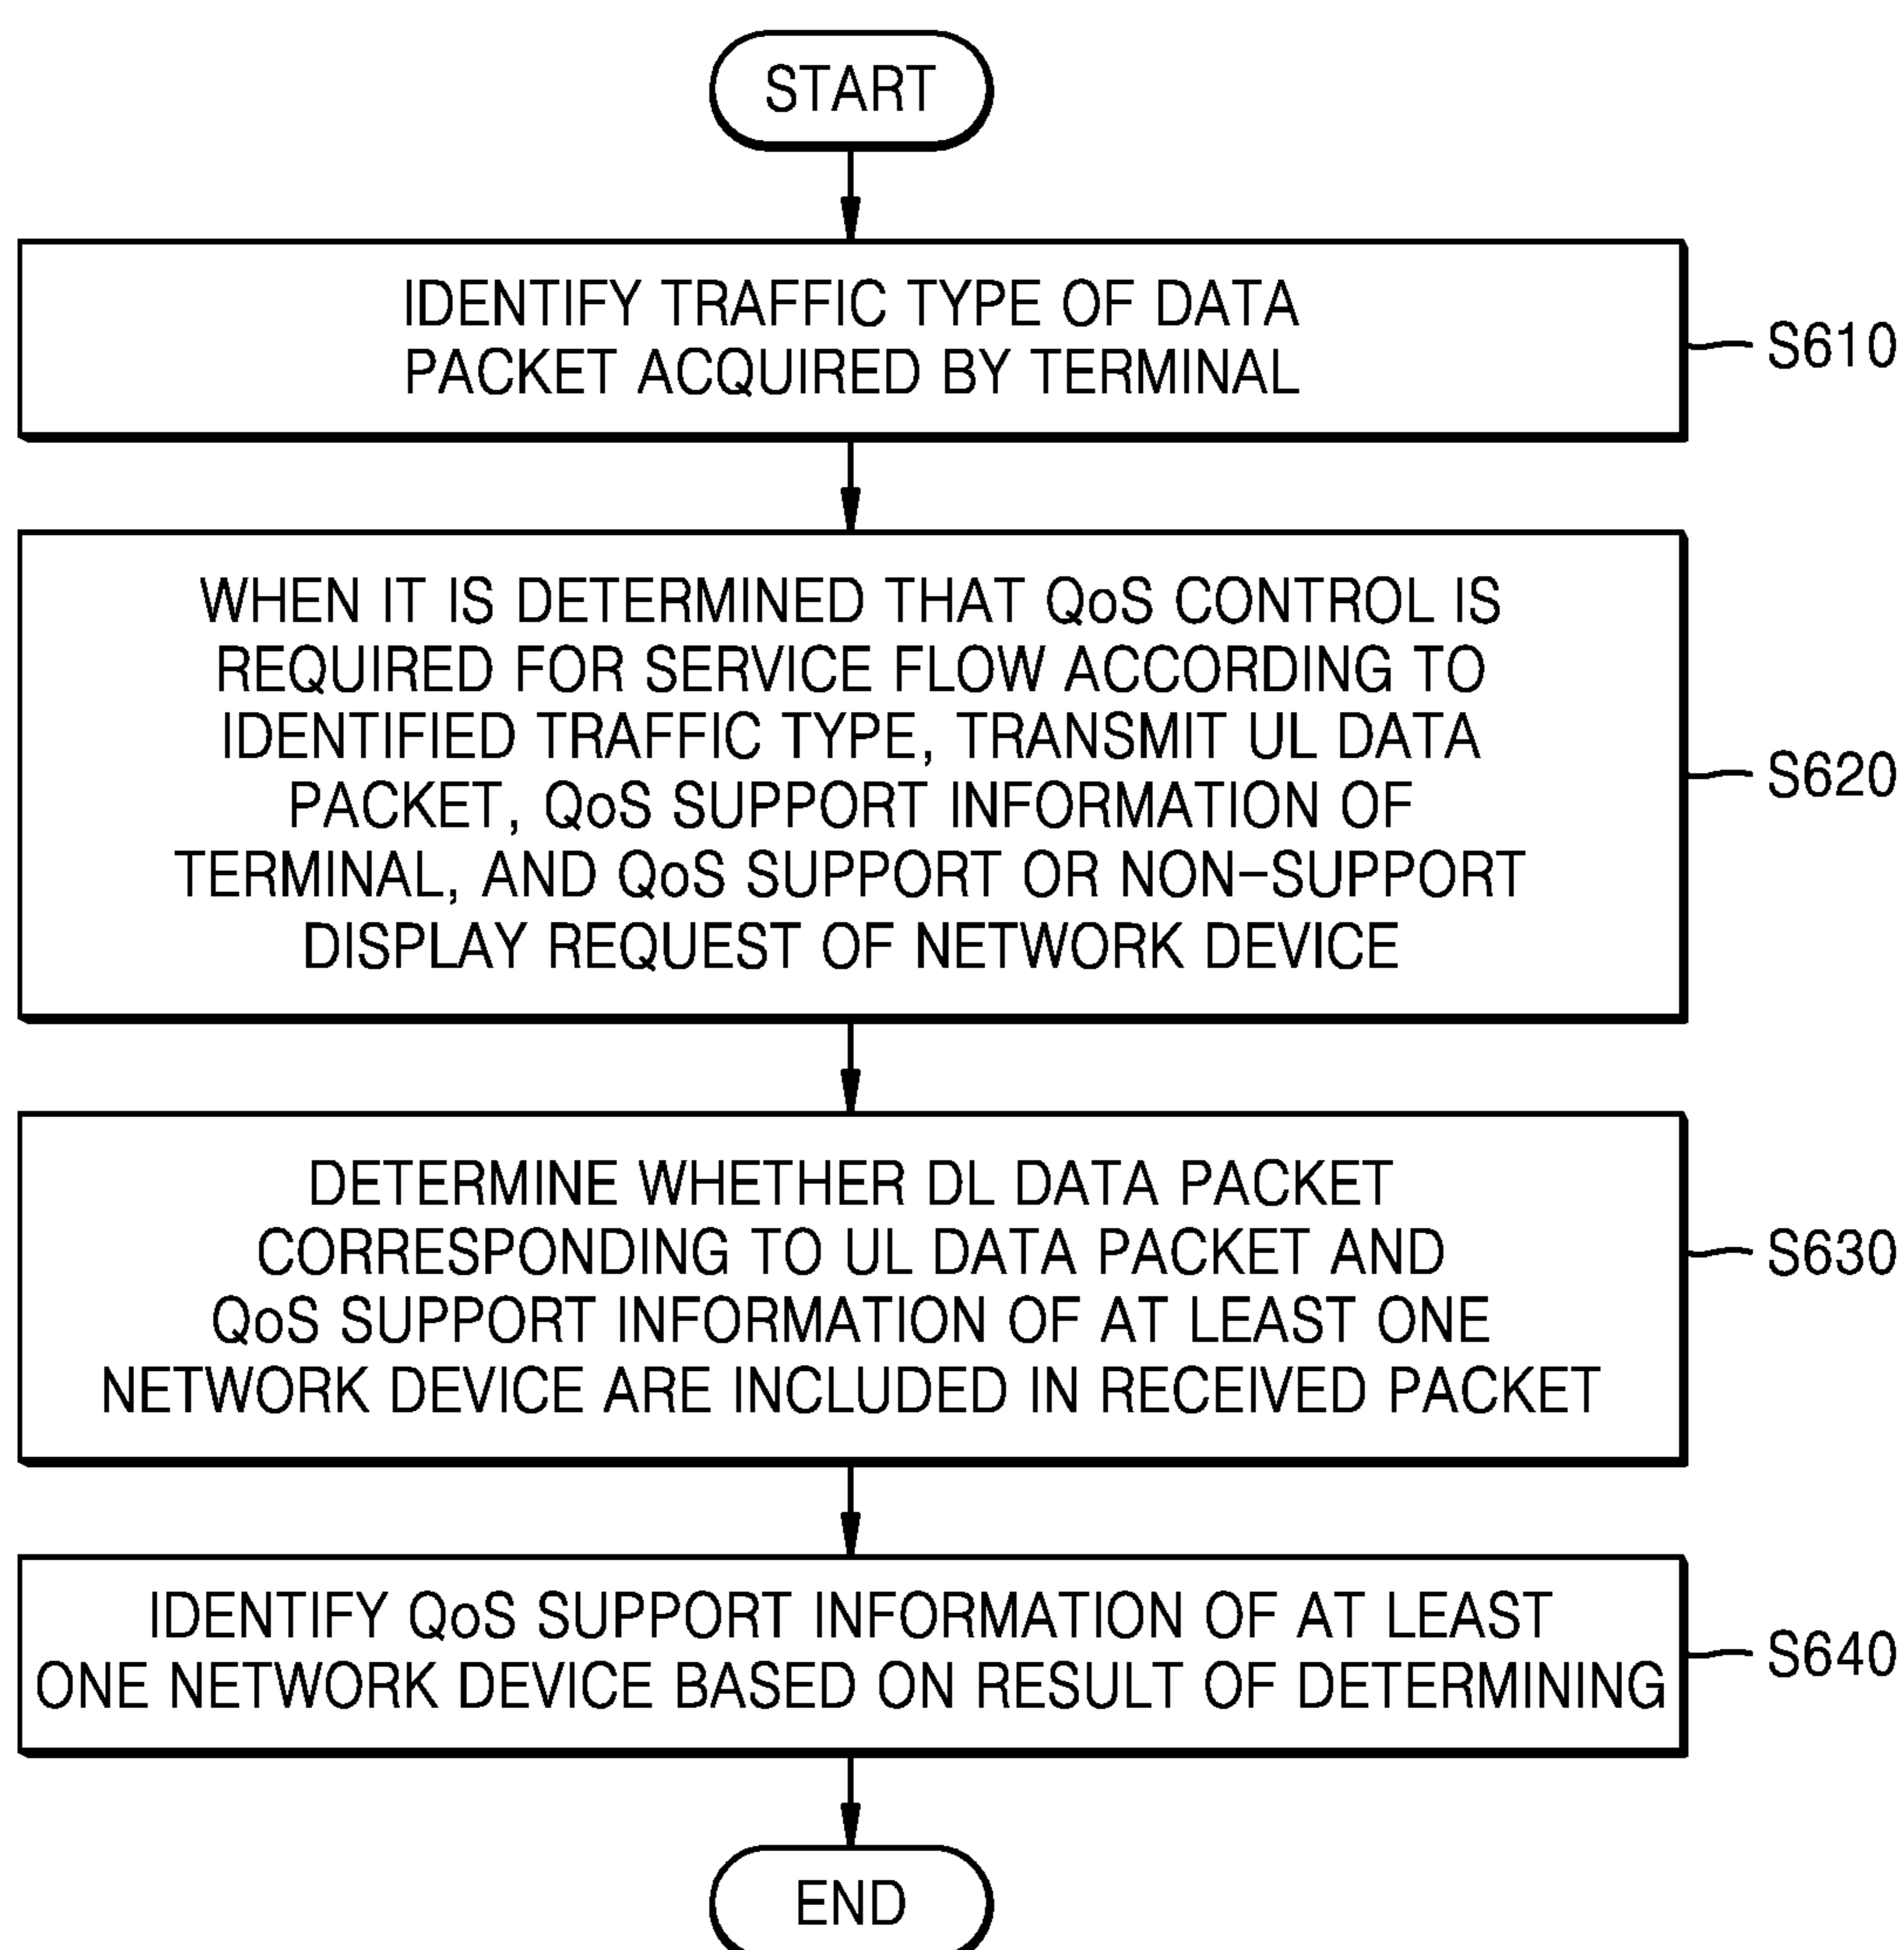 START
IDENTIFY TRAFFIC TYPE OF DATA
PACKET ACQUIRED BY TERMINAL
S610
WHEN IT IS DETERMINED THAT QoS CONTROL IS
REQUIRED FOR SERVICE FLOW ACCORDING TO
IDENTIFIED TRAFFIC TYPE, TRANSMIT UL DATA
PACKET, QoS SUPPORT INFORMATION OF
TERMINAL, AND QoS SUPPORT OR NON-SUPPORT
DISPLAY REQUEST OF NETWORK DEVICE
S620
DETERMINE WHETHER DL DATA PACKET
CORRESPONDING TO UL DATA PACKET AND
QoS SUPPORT INFORMATION OF AT LEAST ONE
NETWORK DEVICE ARE INCLUDED IN RECEIVED PACKET
S630
IDENTIFY QoS SUPPORT INFORMATION OF AT LEAST
ONE NETWORK DEVICE BASED ON RESULT OF DETERMINING
S640
END